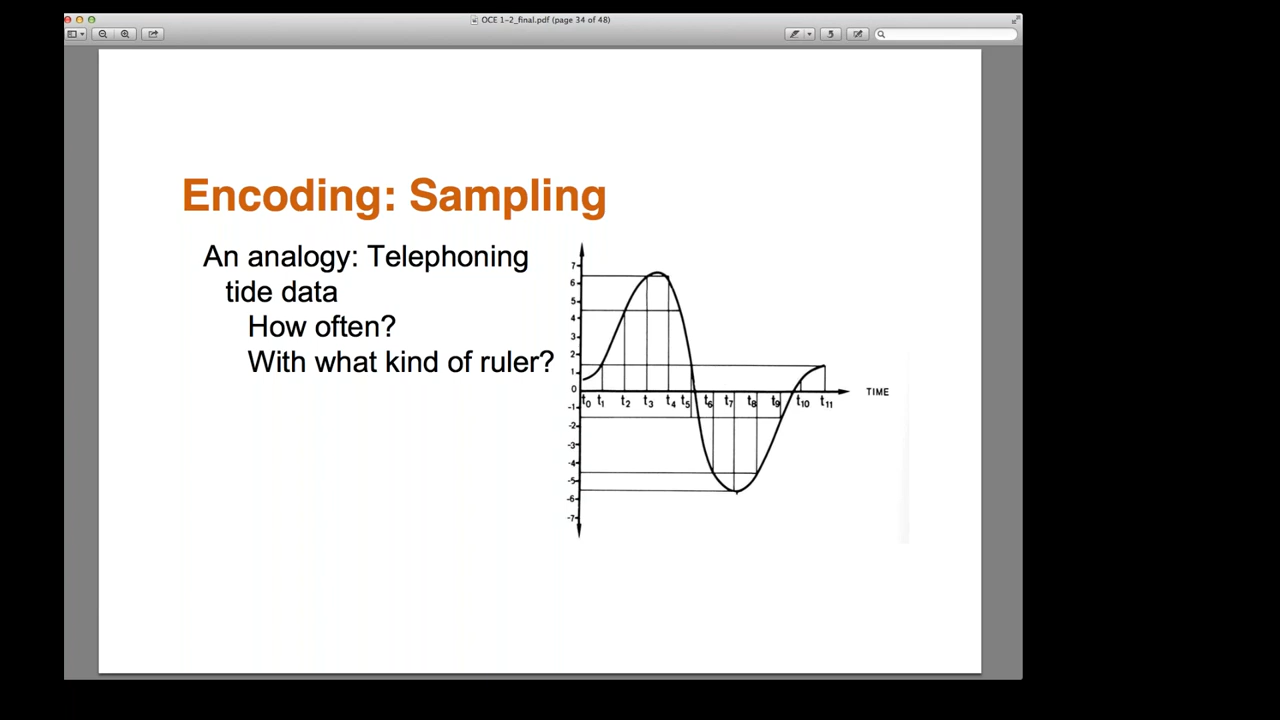 OCE 1-2_final.pdf (page 34 of 48)
Encoding: Sampling
An analogy: Telephoning
tide data
How often?
With what kind of ruler?
7
6
5
4
3
2
1
0
-1
-2
-3
-4
-5
-6
-7
t0 t1 t2 t3 t4 t5 t6 t7 t8 t9 t10 t11
TIME